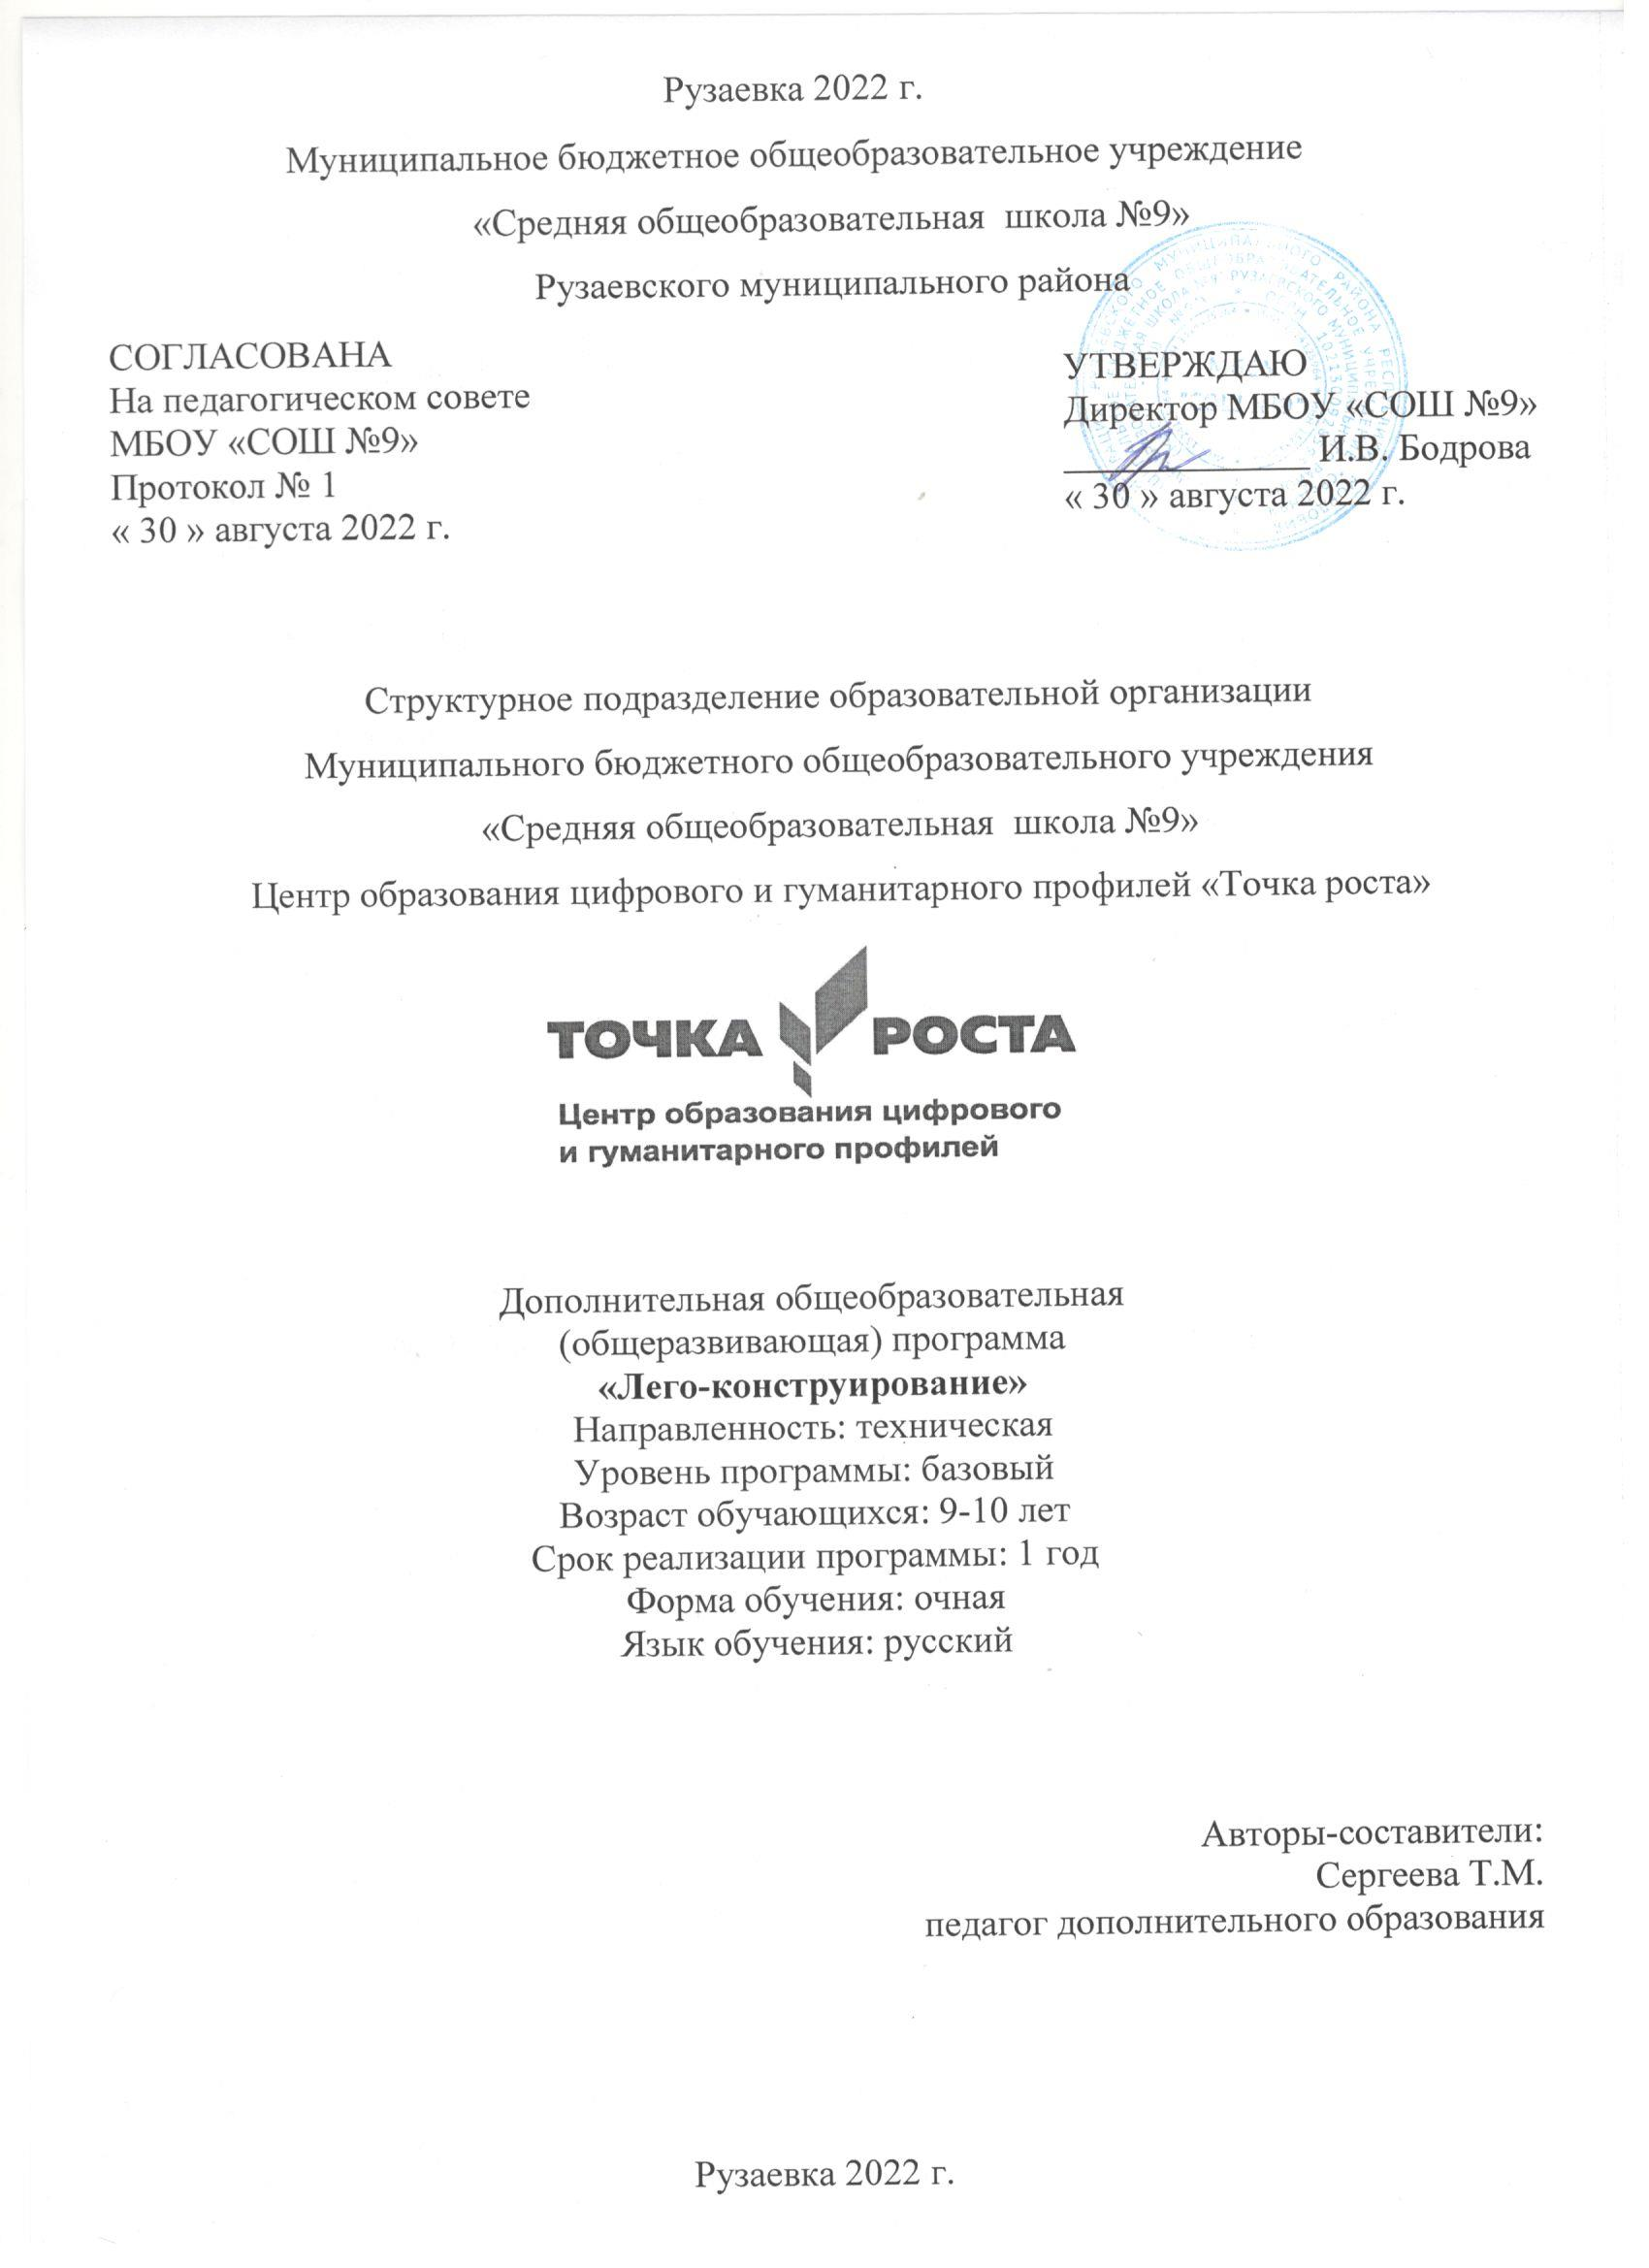 Рузаевка 2022 г.
Муниципальное бюджетное общеобразовательное учреждение
«Средняя общеобразовательная школа №9»
Рузаевского муниципального района
СОГЛАСОВАНА
На педагогическом совете
МБОУ «СОШ №9»
Протокол № 1
« 30 » августа 2022 г.
УТВЕРЖДАЮ
Директор МБОУ «СОШ №9»
И.В. Бодрова
« 30 » августа 2022 г.
Структурное подразделение образовательной организации
Муниципального бюджетного общеобразовательного учреждения
«Средняя общеобразовательная школа №9»
Центр образования цифрового и гуманитарного профилей «Точка роста»
ТОЧКА РОСТА
Центр образования цифрового
и гуманитарного профилей
Дополнительная общеобразовательная
(общеразвивающая) программа
«Лего-конструирование»
Направленность: техническая
Уровень программы: базовый
Возраст обучающихся: 9-10 лет
Срок реализации программы: 1 год
Форма обучения: очная
Язык обучения: русский
Авторы-составители:
Сергеева Т.М.
педагог дополнительного образования
Рузаевка 2022 г.